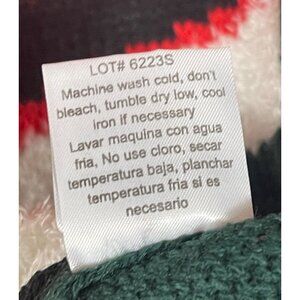 LOT# 6223S
Machine wash cold, don't
bleach, tumble dry low, cool
iron if necessary
Lavar maquina con agua
fria, No use cloro, secar
temperatura baja, planchar
temperatura fria si es
necesario